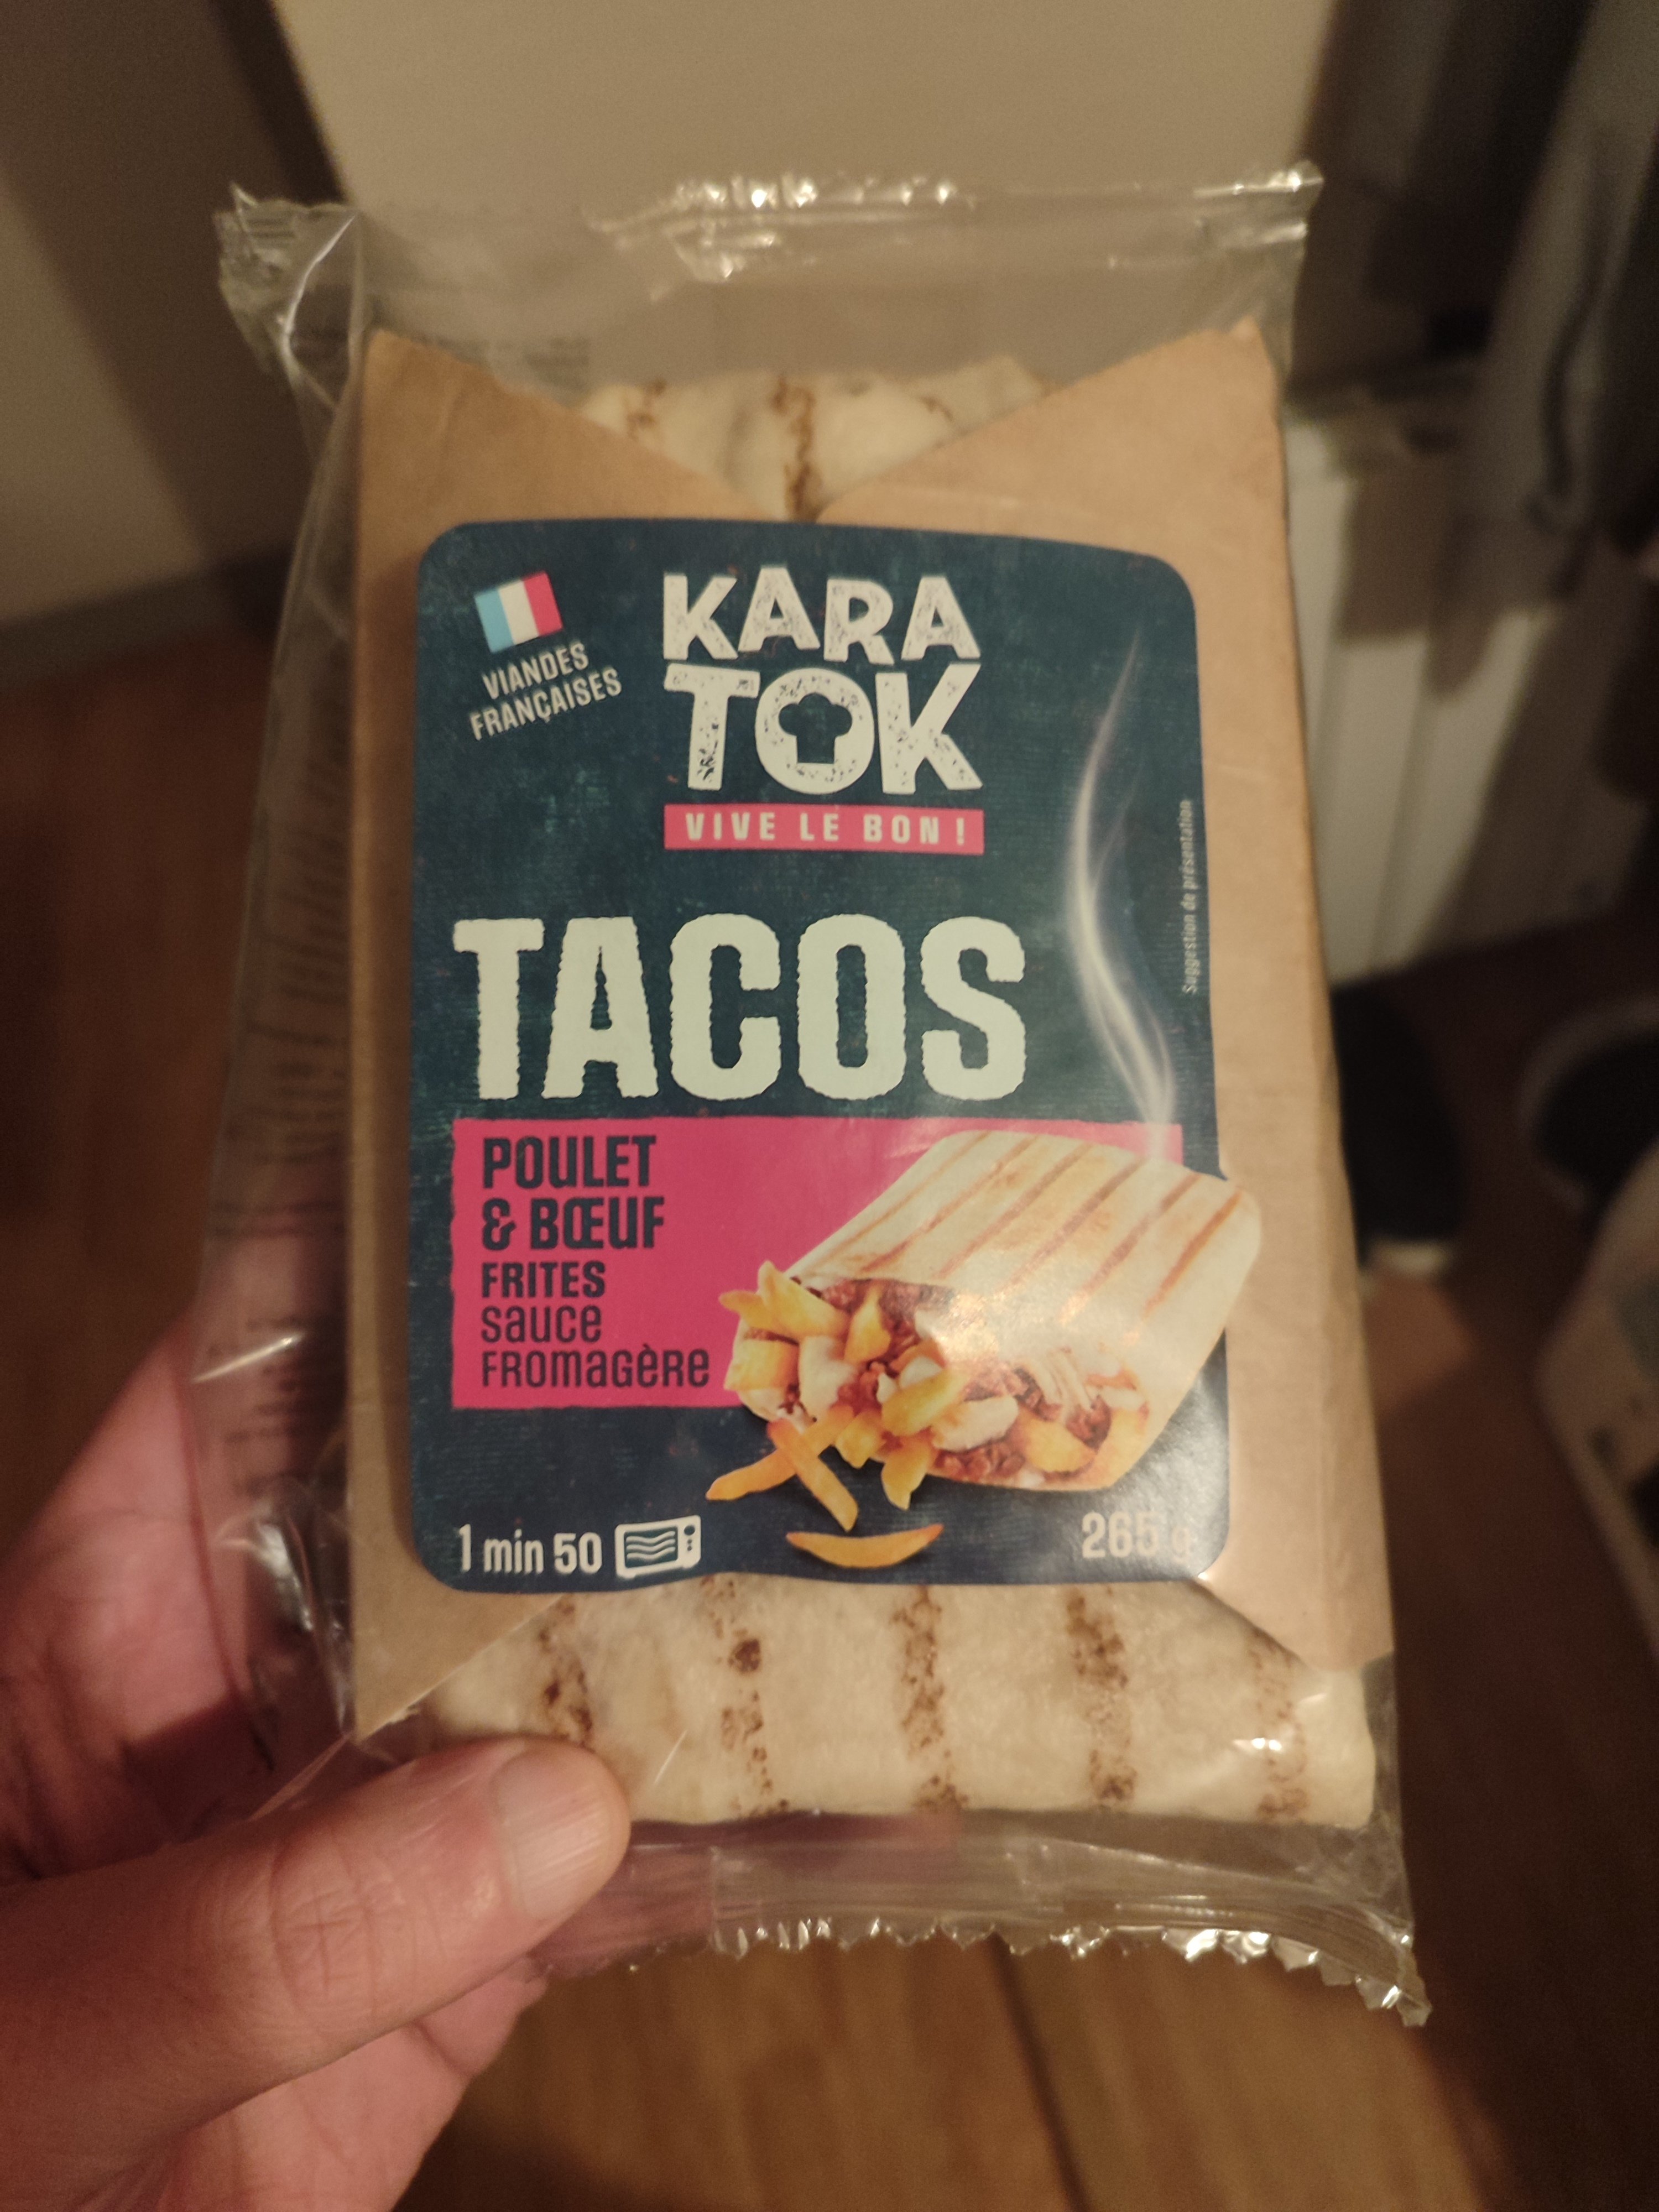 VIANDES
FRANÇAISES
KARA
TOK
VIVE LE BON !
Suggestion de présentation
TACOS
POULET
& BŒUF
FRITES
sauce
FROMAGÈRE
1 min 50
265 g